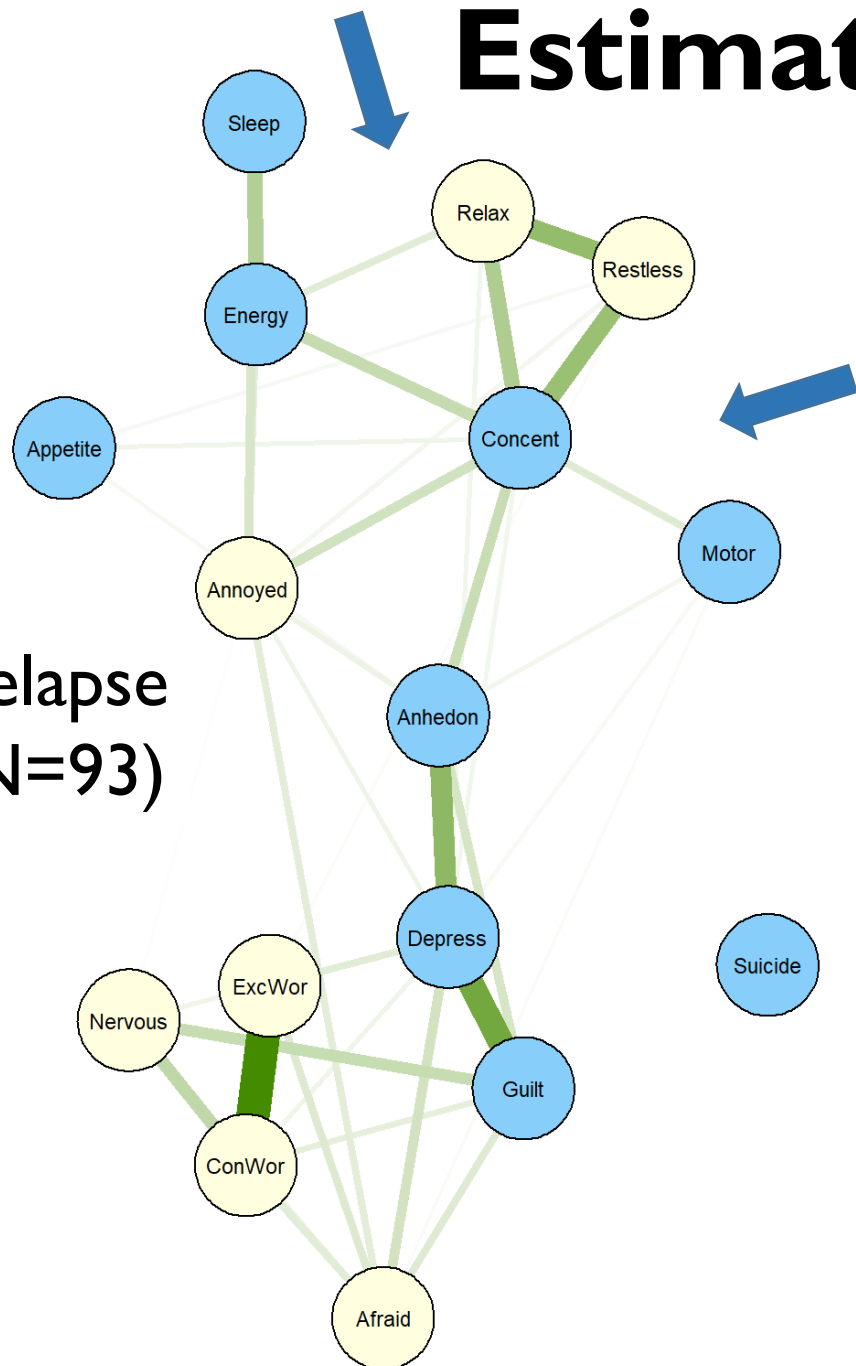 Estimat
Sleep
Relax
Restless
Energy
Concent
Appetite
Motor
Annoyed
elapse
N=93)
Anhedon
Depress
Suicide
ExcWor
Nervous
Guilt
ConWor
Afraid